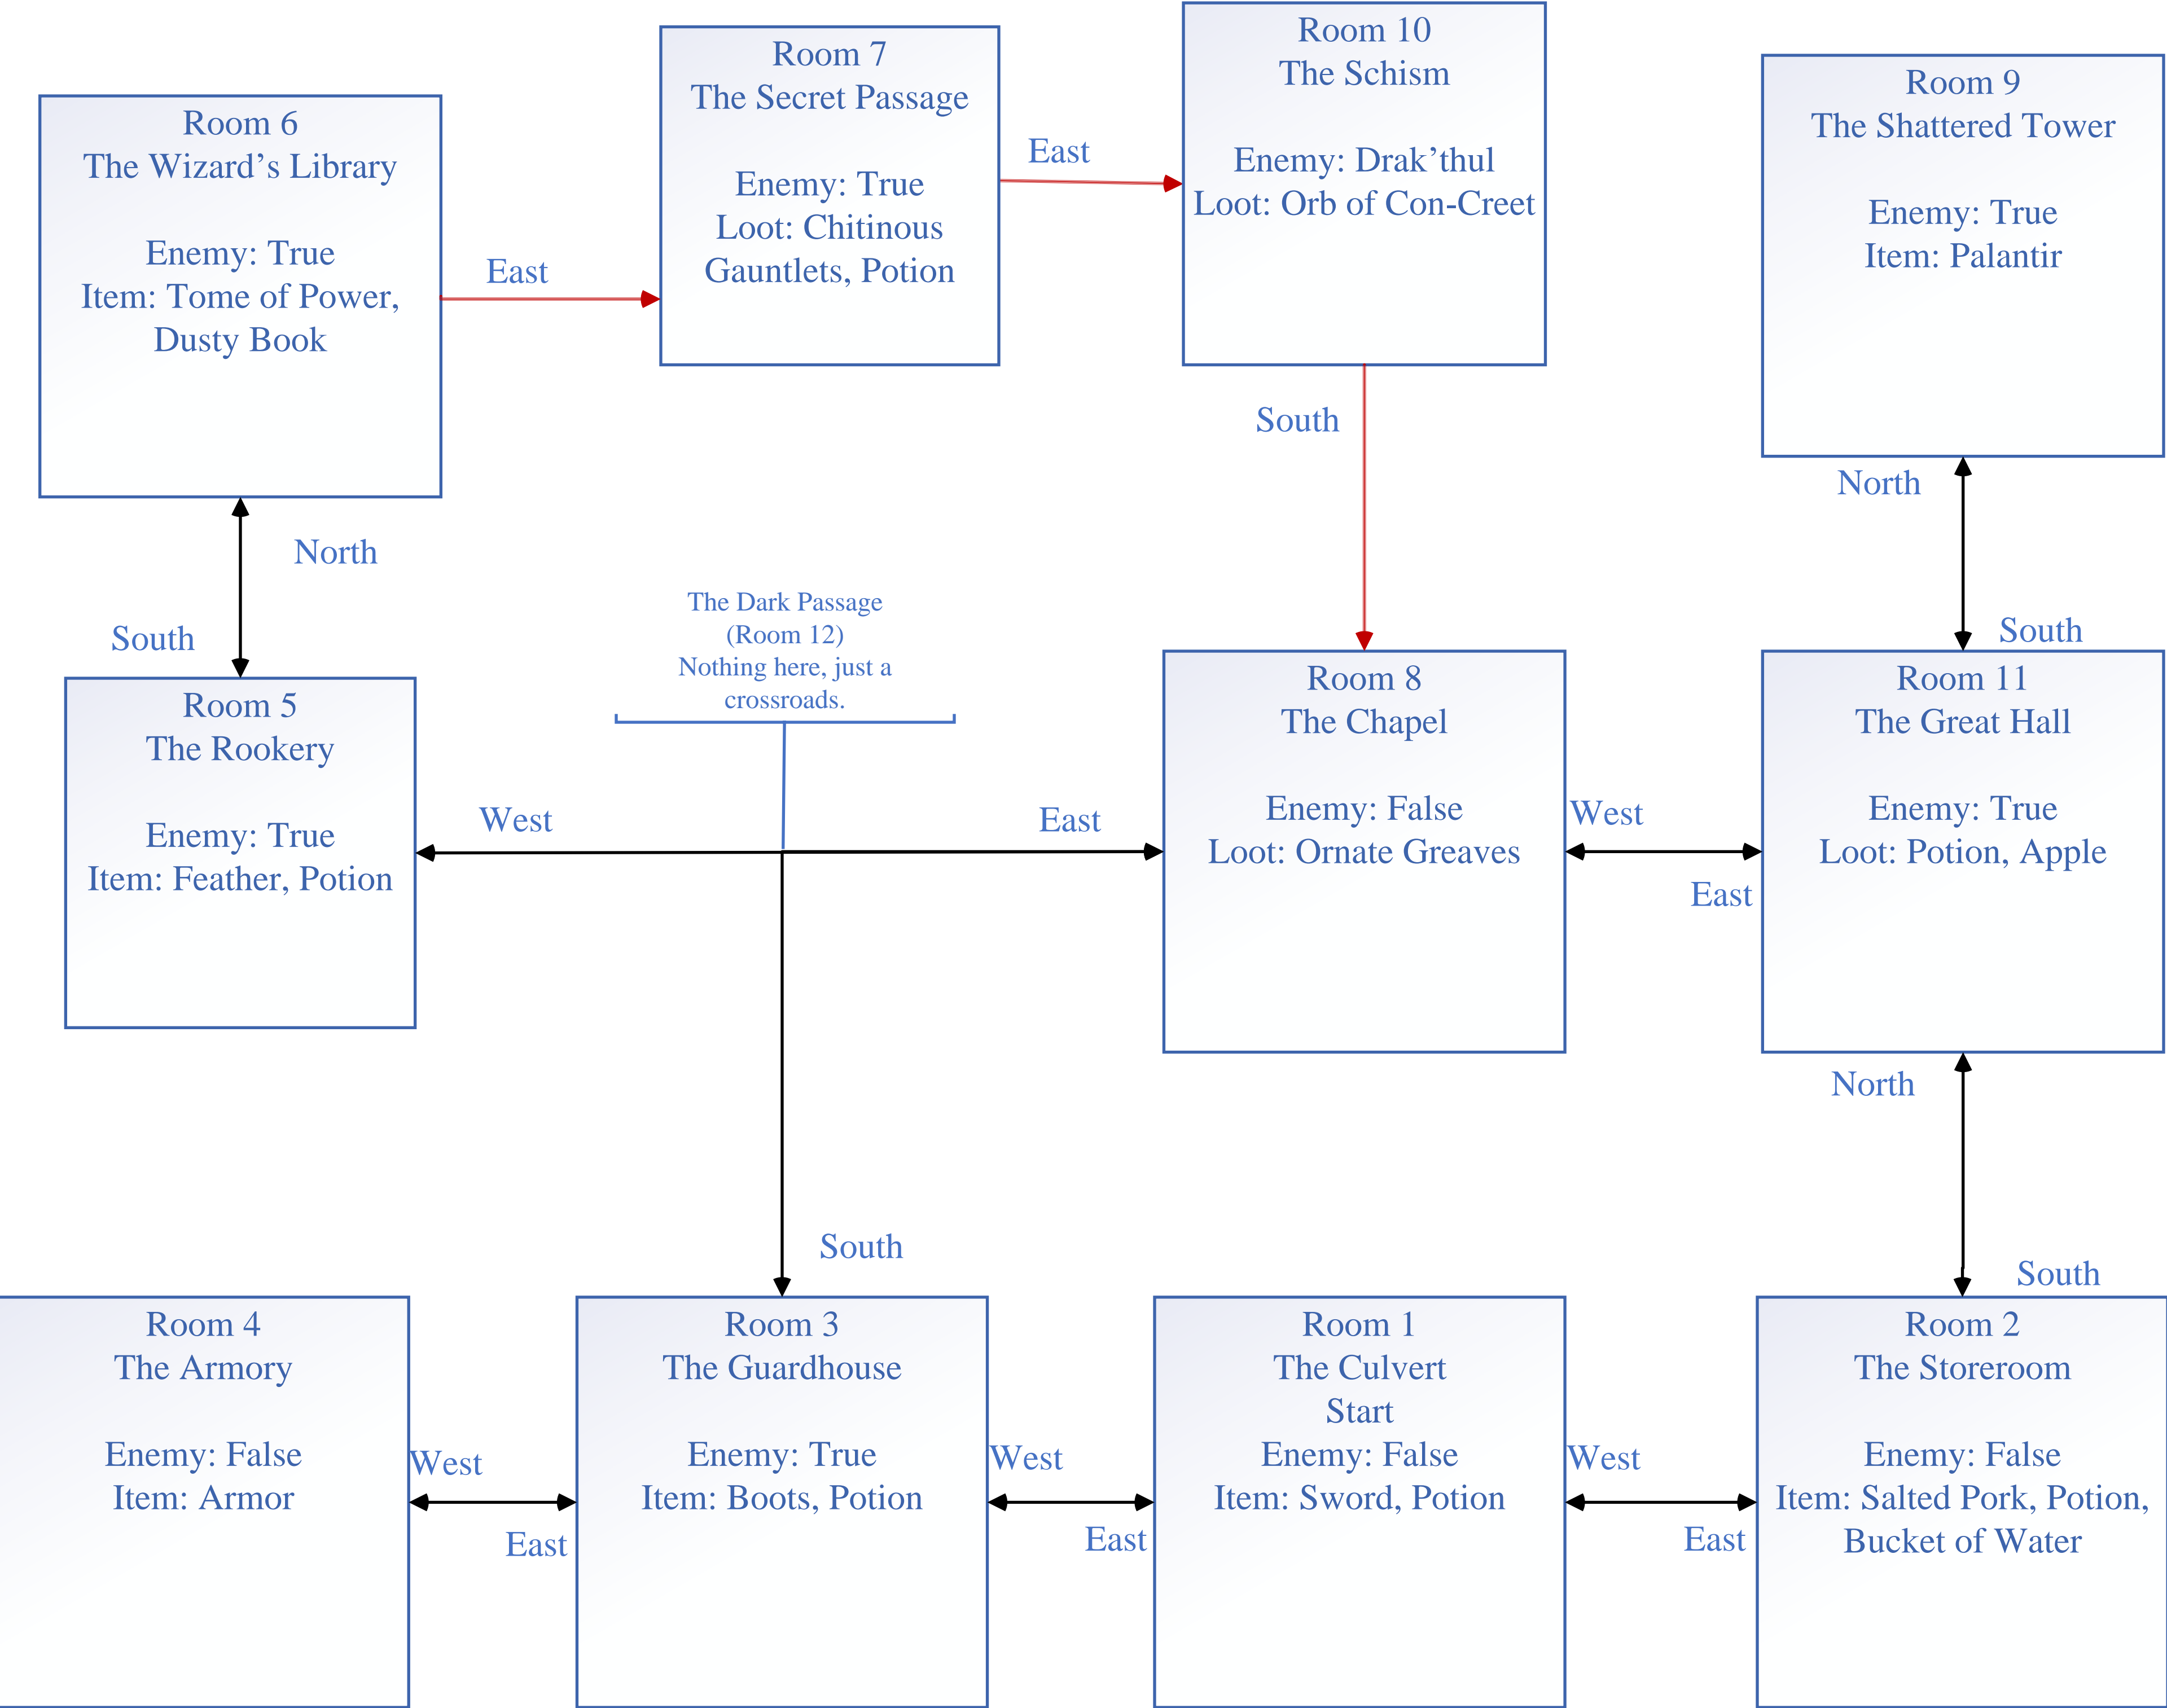 Room 6
The Wizard’s Library
Enemy: True
Item: Tome of Power,
Dusty Book
East
Room 7
The Secret Passage
Enemy: True
Loot: Chitinous
Gauntlets, Potion
East
Room 10
The Schism
Enemy: Drak’thul
Loot: Orb of Con-Creet
Room 9
The Shattered Tower
Enemy: True
Item: Palantir
South
North
North
South
South
The Dark Passage
(Room 12)
Nothing here, just a
crossroads.
Room 5
The Rookery
Enemy: True
Item: Feather, Potion
West
East
Room 8
The Chapel
Enemy: False
Loot: Ornate Greaves
West
East
Room 11
The Great Hall
Enemy: True
Loot: Potion, Apple
North
South
South
Room 4
The Armory
Enemy: False
Item: Armor
West
East
Room 3
The Guardhouse
Enemy: True
Item: Boots, Potion
West
East
Room 1
The Culvert
Start
Enemy: False
Item: Sword, Potion
West
East
Room 2
The Storeroom
Enemy: False
Item: Salted Pork, Potion,
Bucket of Water